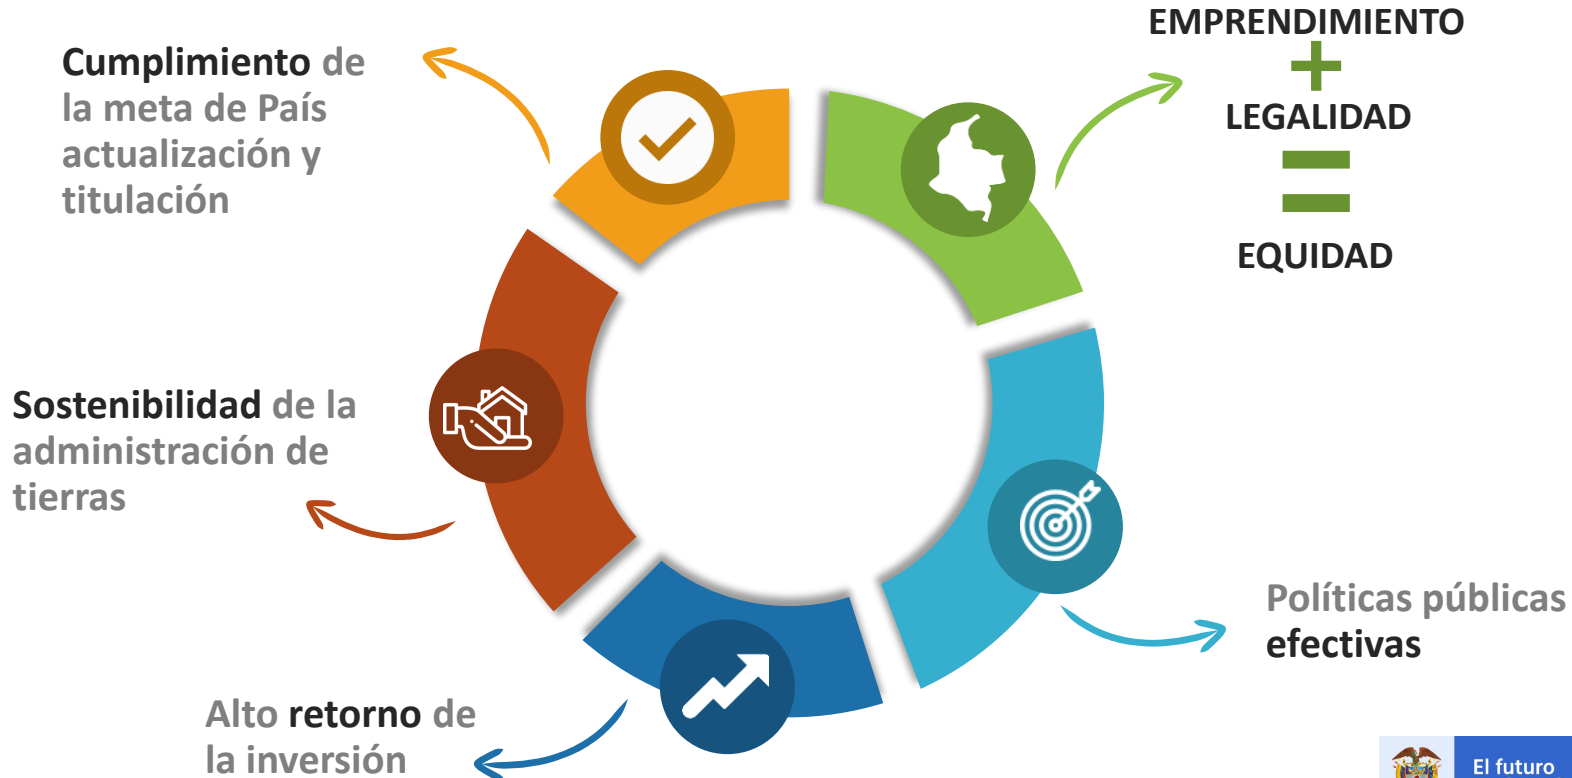 Cumplimiento de
la meta de País
actualización y
titulación
EMPRENDIMIENTO
+
LEGALIDAD
=
EQUIDAD
Sostenibilidad de la
administración de
tierras
Políticas públicas
efectivas
Alto retorno de
la inversión
El futuro